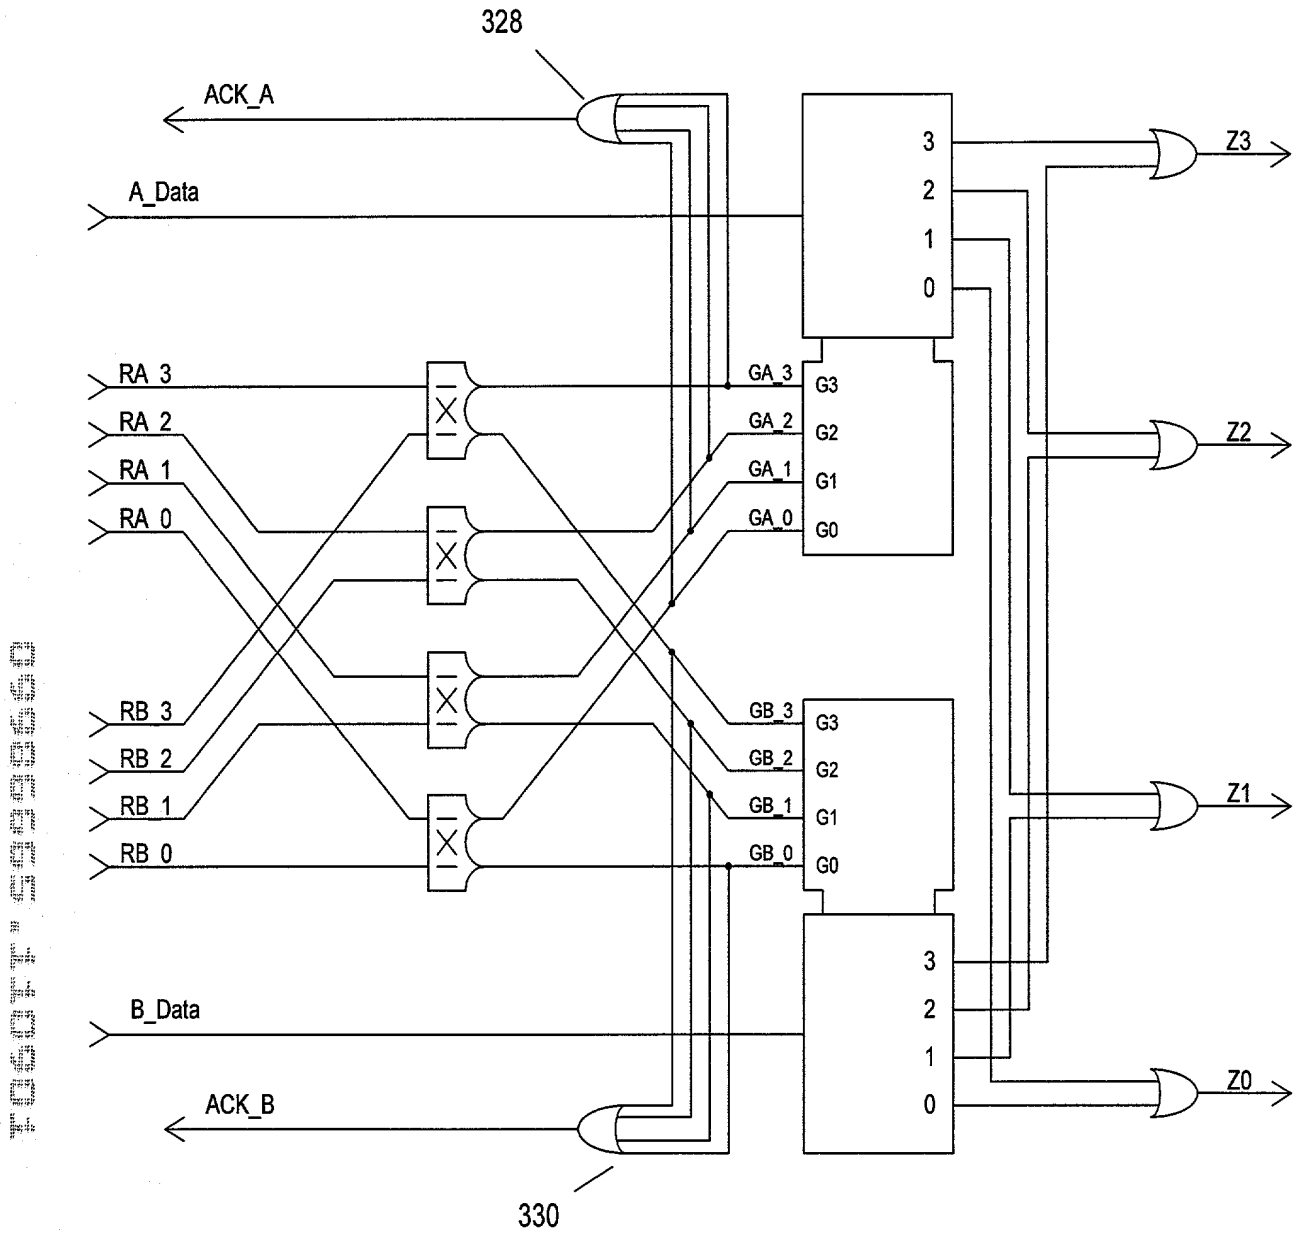 328
ACK_A
A_Data
3
2
1
0
Z3
RA_3
RA_2
RA_1
RA_0
X
X
X
X
GA_3
GA_2
GA_1
GA_0
G3
G2
G1
G0
Z2
RB_3
RB_2
RB_1
RB_0
GB_3
GB_2
GB_1
GB_0
G3
G2
G1
G0
Z1
B_Data
3
2
1
0
ACK_B
Z0
330